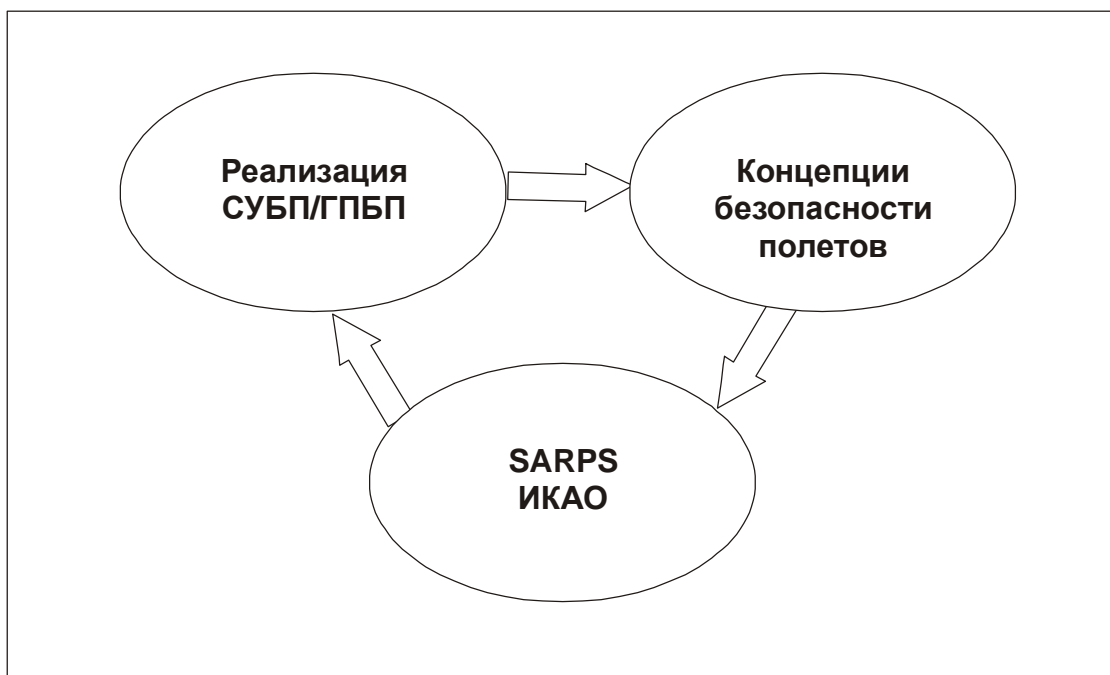 Реализация
СУБП/ГПБП
Концепции
безопасности
полетов
SARPS
ИКАО